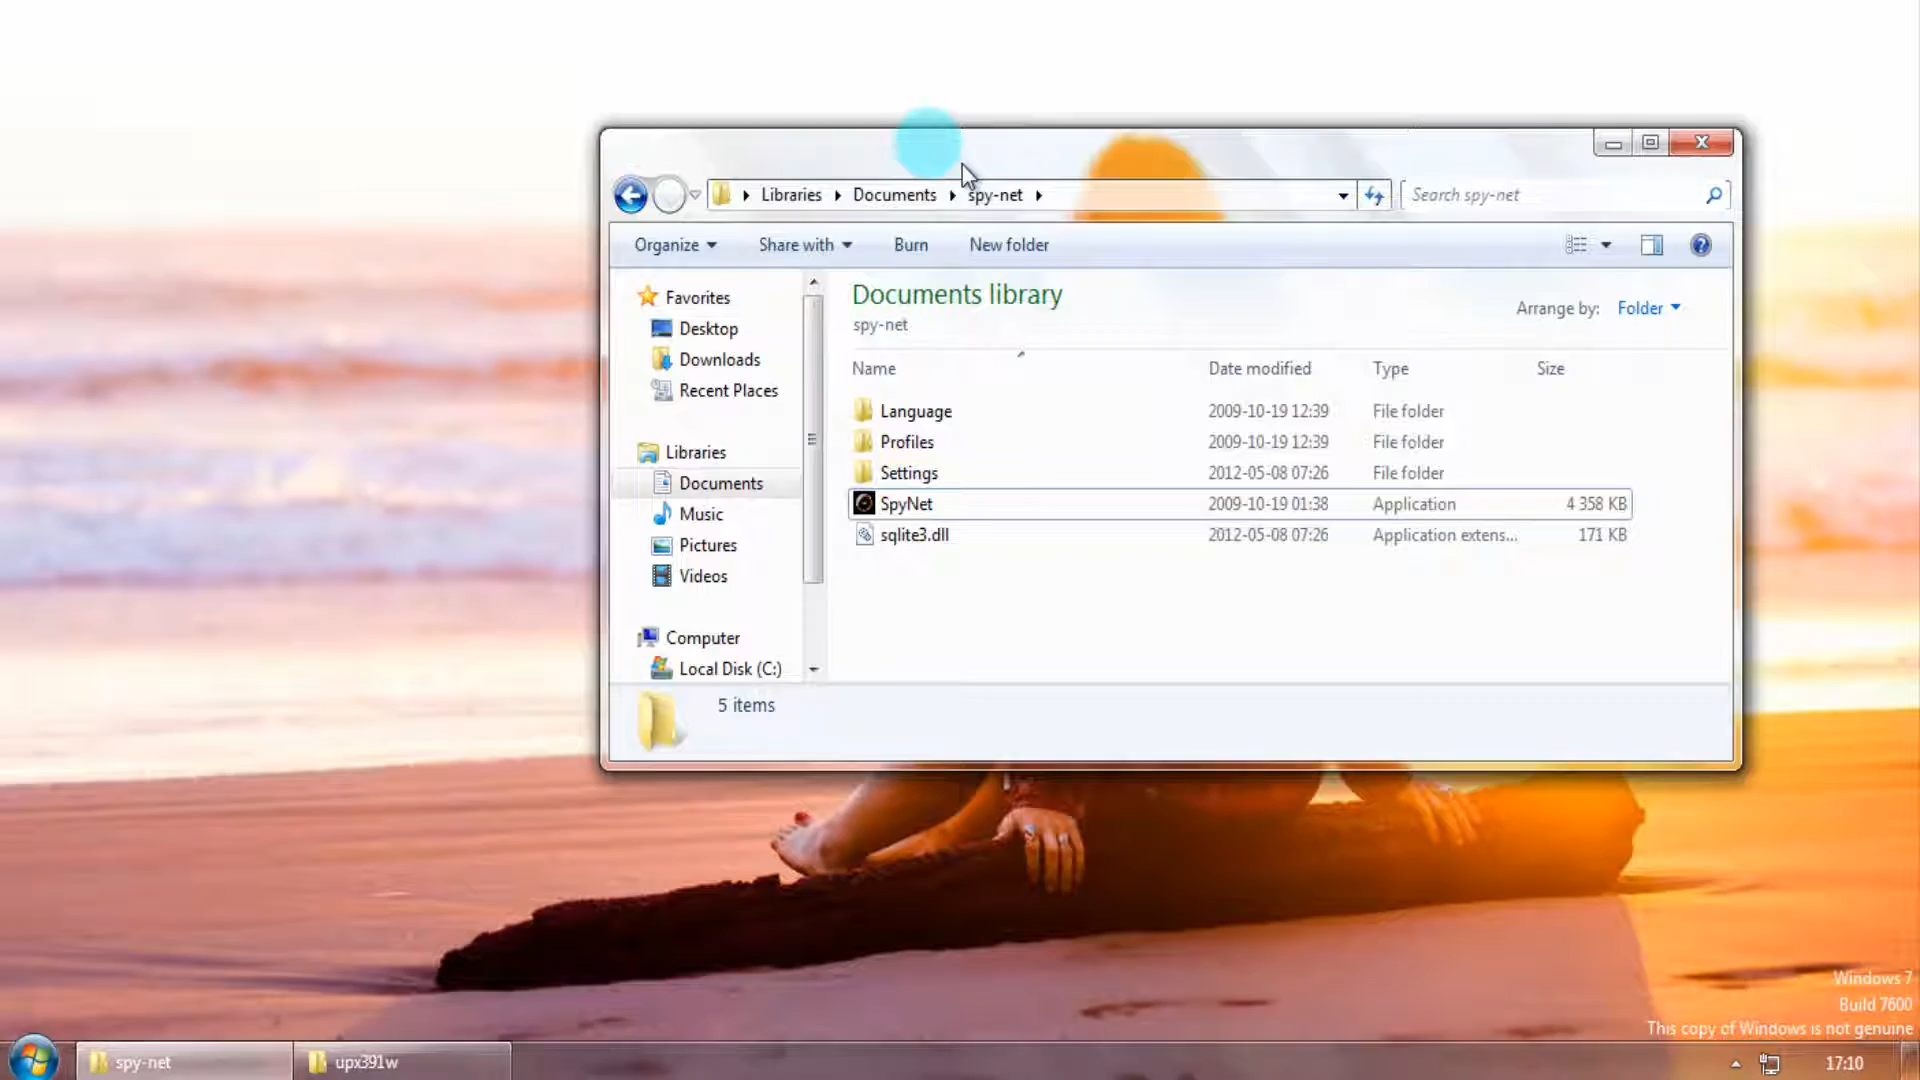 Libraries Documents spy-net
Search spy-net
Organize Share with Burn New folder
Favorites
Desktop
Downloads
Recent Places
Libraries
Documents
Music
Pictures
Videos
Computer
Local Disk (C:)
Documents library
spy-net
Arrange by: Folder
Name Date modified Type Size
Language 2009-10-19 12:39 File folder
Profiles 2009-10-19 12:39 File folder
Settings 2012-05-08 07:26 File folder
SpyNet 2009-10-19 01:38 Application 4 358 KB
sqlite3.dll 2012-05-08 07:26 Application extens... 171 KB
5 items
Windows 7
Build 7600
This copy of Windows is not genuine
spy-net upx391w 17:10